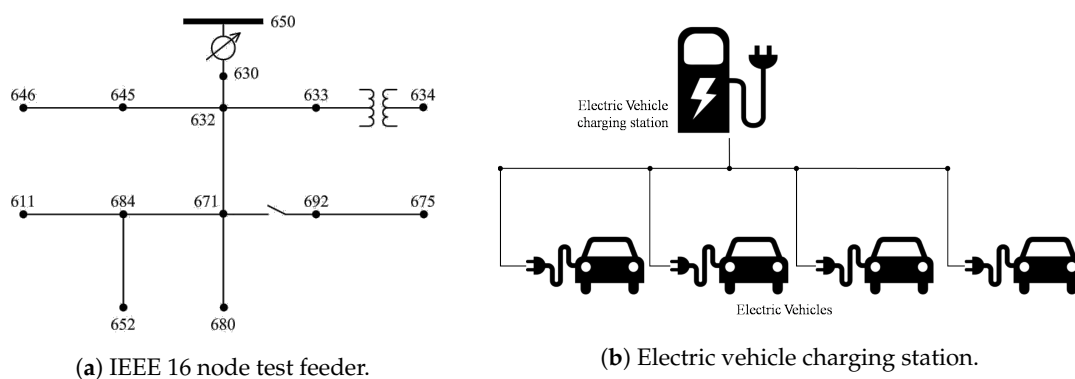 650
630
646 645 633 634
632
611 684 671 692 675
652 680
(a) IEEE 16 node test feeder.
Electric Vehicle
charging station
Electric Vehicles
(b) Electric vehicle charging station.